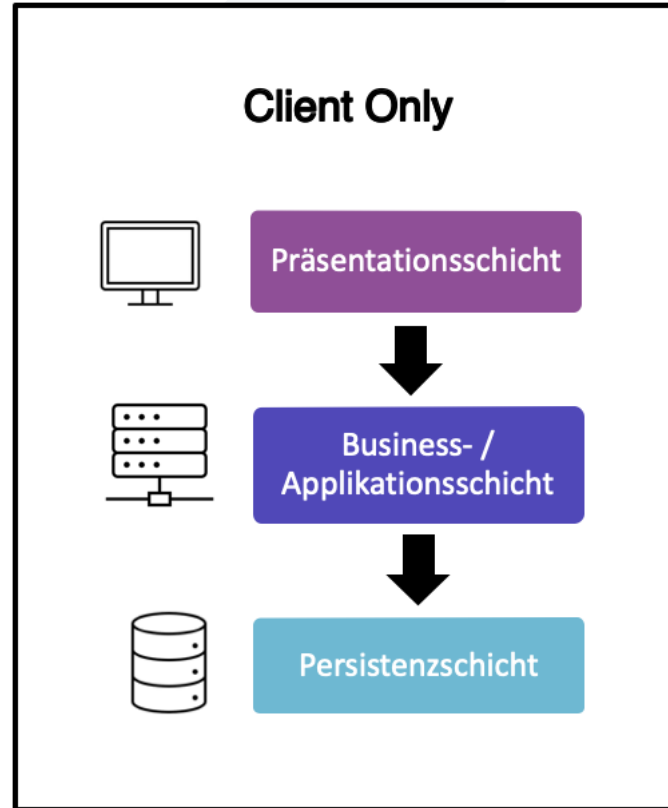 Client Only
Präsentationsschicht
Business- /
Applikationsschicht
Persistenzschicht